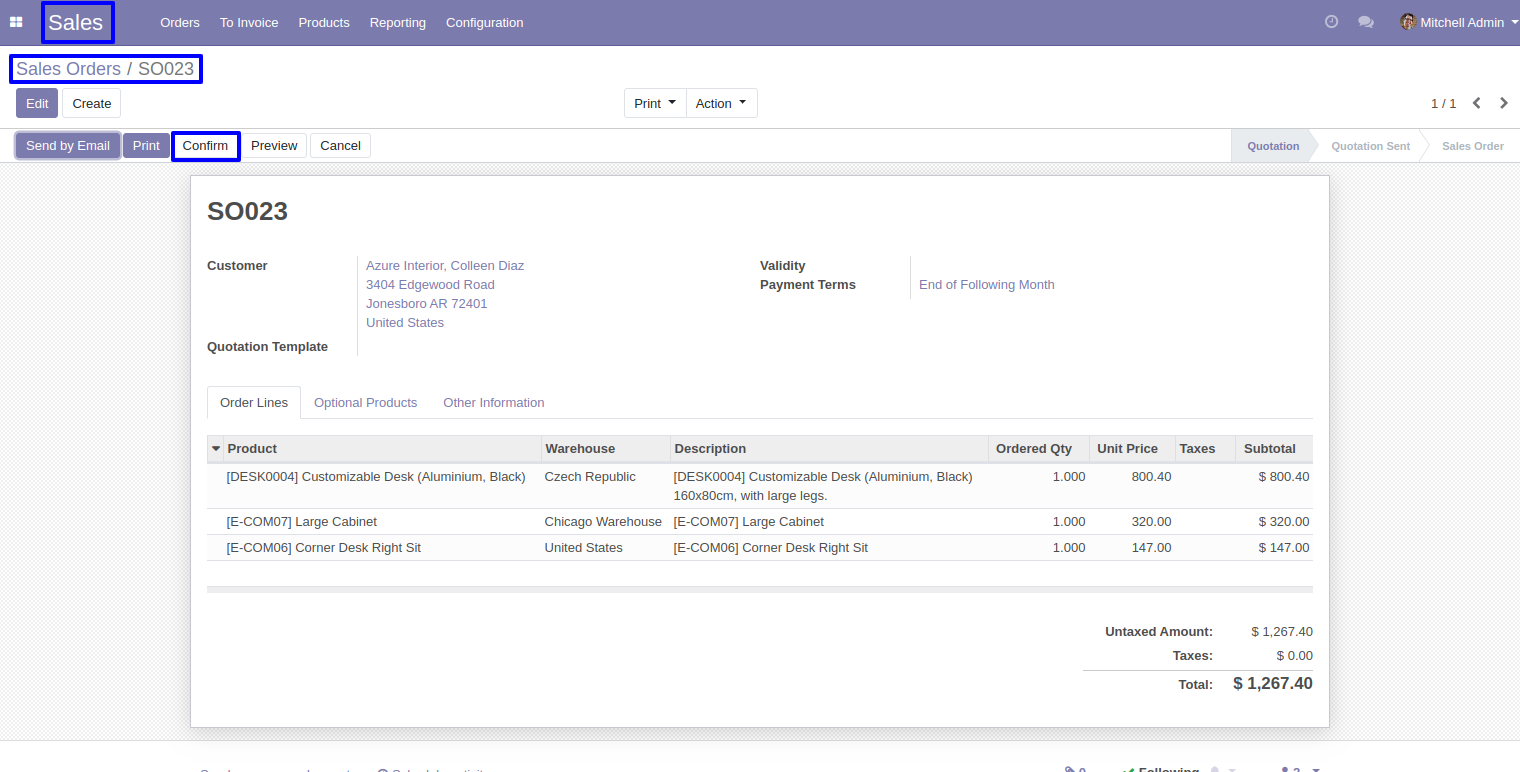 Sales Orders To Invoice Products Reporting Configuration Mitchell Admin
Sales Orders / SO023
Edit Create Print Action 1 / 1
Send by Email Print Confirm Preview Cancel Quotation Quotation Sent Sales Order
SO023
Customer Azure Interior, Colleen Diaz Validity
3404 Edgewood Road Payment Terms End of Following Month
Jonesboro AR 72401
United States
Quotation Template
Order Lines Optional Products Other Information
Product Warehouse Description Ordered Qty Unit Price Taxes Subtotal
[DESK0004] Customizable Desk (Aluminium, Black) Czech Republic [DESK0004] Customizable Desk (Aluminium, Black) 1.000 800.40 $ 800.40
160x80cm, with large legs.
[E-COM07] Large Cabinet Chicago Warehouse [E-COM07] Large Cabinet 1.000 320.00 $ 320.00
[E-COM06] Corner Desk Right Sit United States [E-COM06] Corner Desk Right Sit 1.000 147.00 $ 147.00
Untaxed Amount: $ 1,267.40
Taxes: $ 0.00
Total: $ 1,267.40
Following